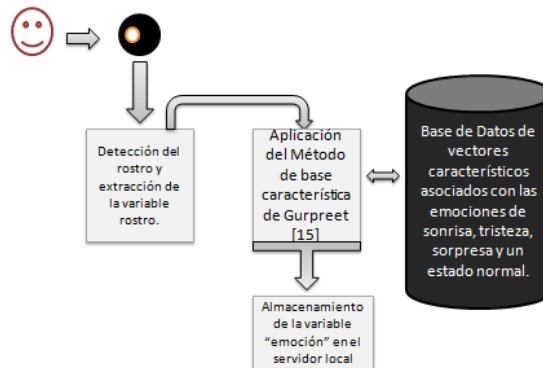 Detección del
rostro y
extracción de
la variable
rostro.
Aplicación
del Método
de base
característica
de Gurpreet
[15]
Base de Datos de
vectores
característicos
asociados con las
emociones de
sonrisa, tristeza,
sorpresa y un
estado normal.
Almacenamiento
de la variable
“emoción” en el
servidor local